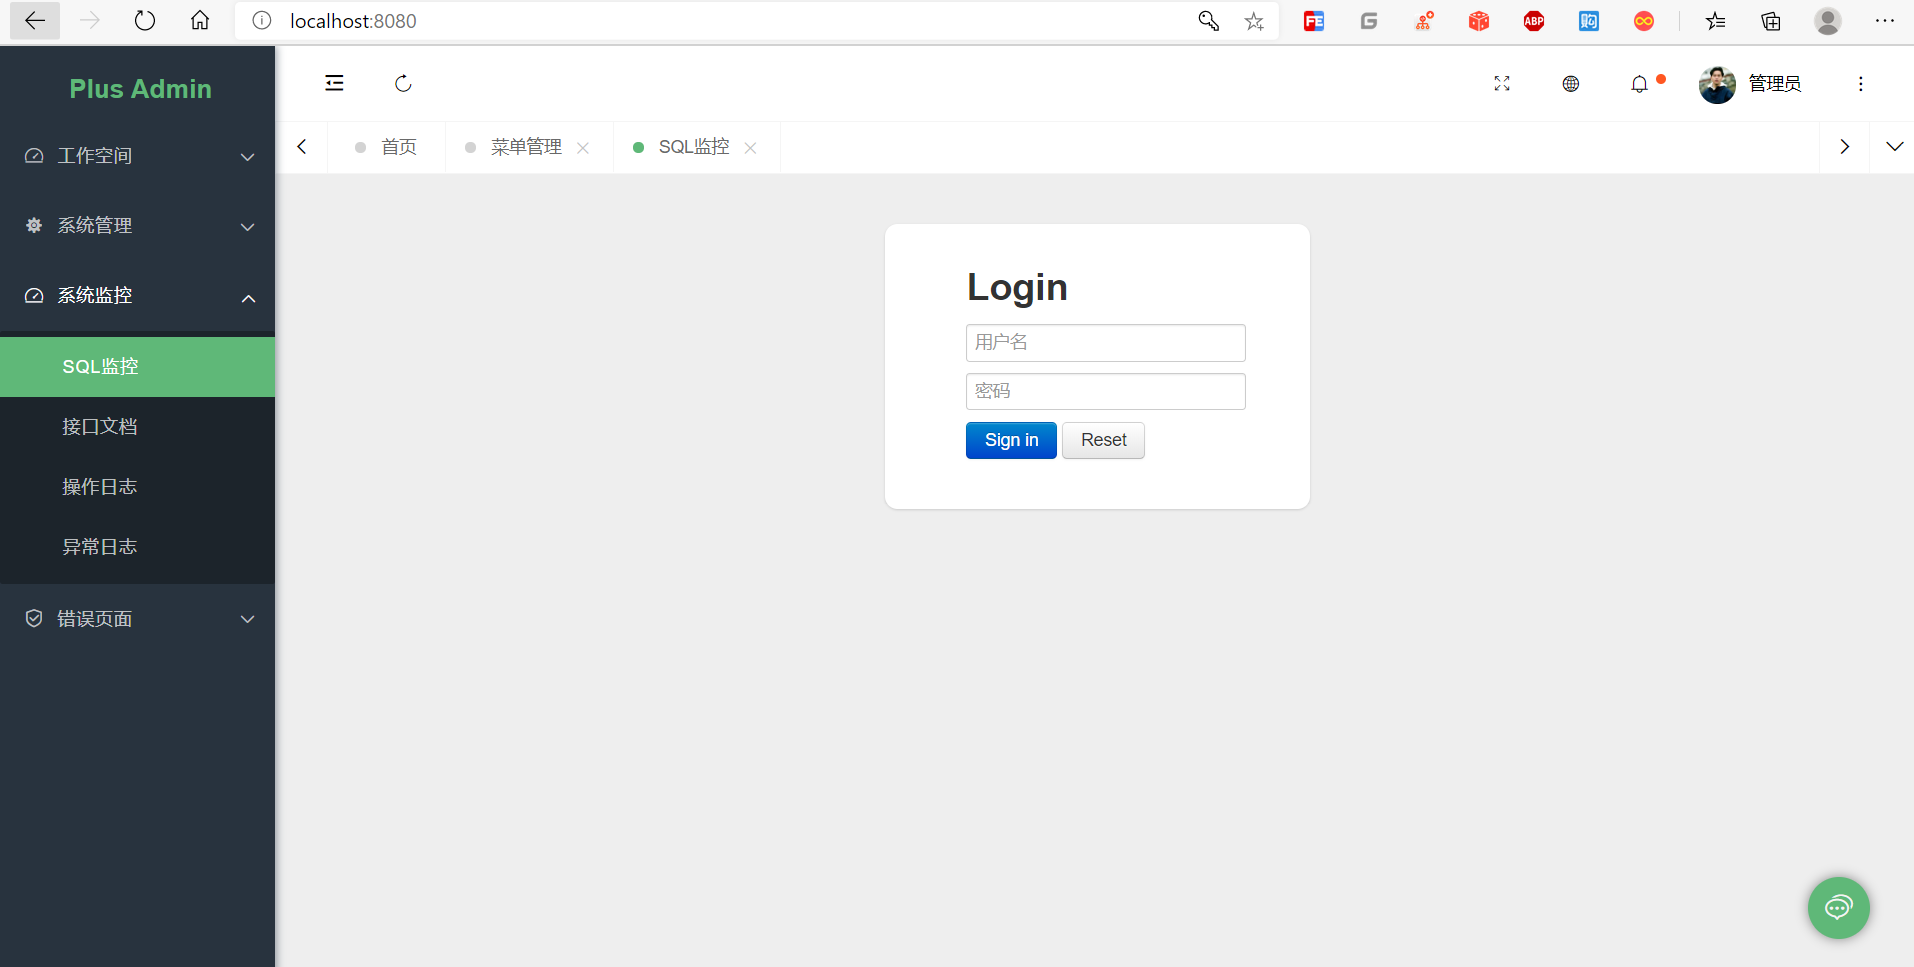 localhost:8080
FE
G
ABP
购
Plus Admin
管理员
首页
菜单管理
SQL监控
工作空间
系统管理
系统监控
SQL监控
接口文档
操作日志
异常日志
错误页面
Login
用户名
密码
Sign in
Reset